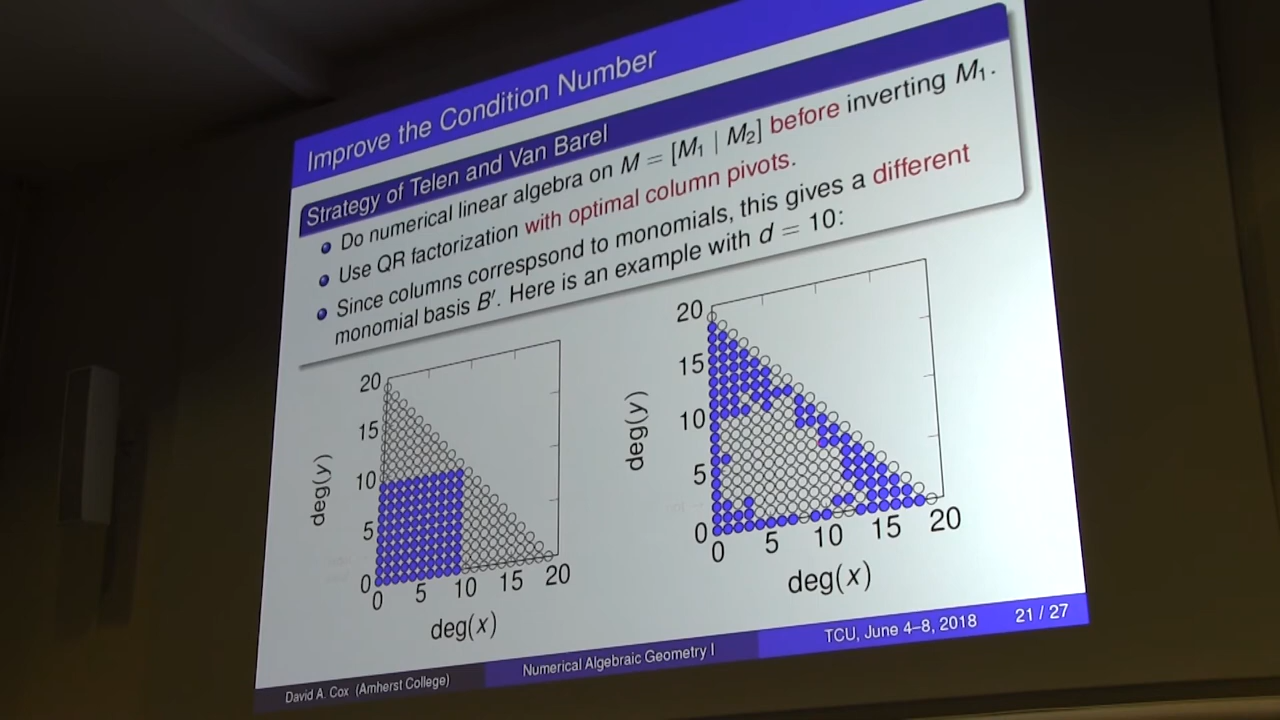 Improve the Condition Number
Strategy of Telen and Van Barel
Do numerical linear algebra on M = [M₁ | M₂] before inverting M₁.
Use QR factorization with optimal column pivots.
Since columns correspsond to monomials, this gives a different
monomial basis B′. Here is an example with d = 10:
20
15
10
5
0
deg(y)
0 5 10 15 20
deg(x)
20
15
10
5
0
deg(y)
0 5 10 15 20
deg(x)
David A. Cox (Amherst College)
Numerical Algebraic Geometry I
TCU, June 4–8, 2018
21 / 27